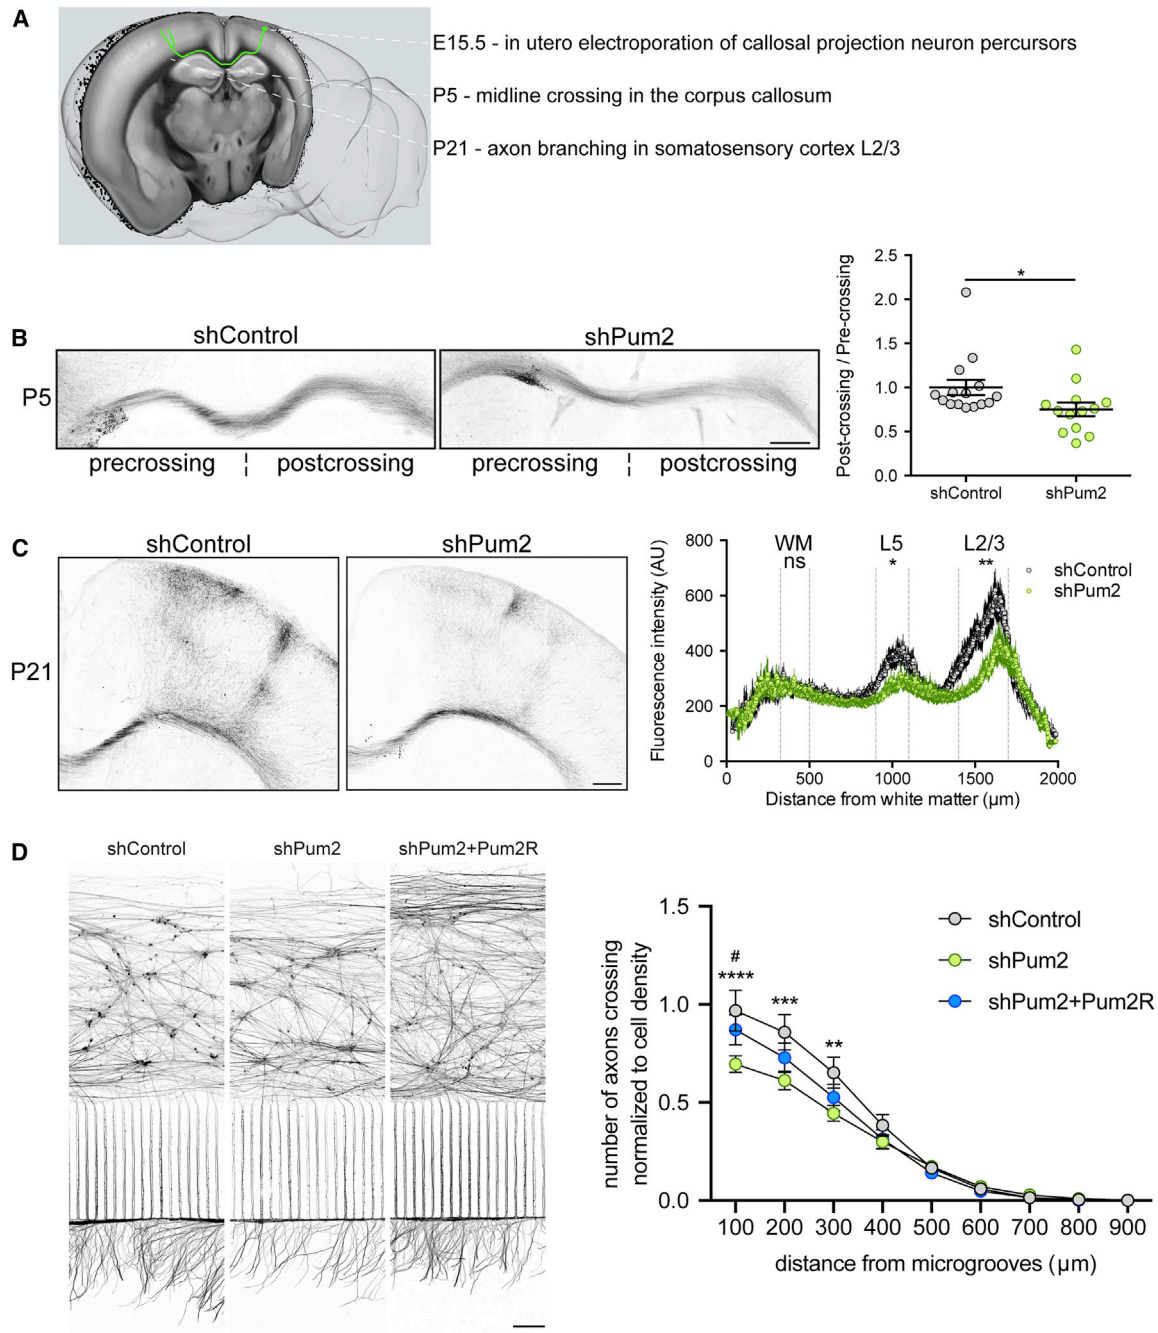 A
E15.5 - in utero electroporation of callosal projection neuron percursors
P5 - midline crossing in the corpus callosum
P21 - axon branching in somatosensory cortex L2/3
B
shControl
shPum2
P5
precrossing
postcrossing
precrossing
postcrossing
Post-crossing / Pre-crossing
2.5
2.0
1.5
1.0
0.5
0.0
*
shControl
shPum2
C
shControl
shPum2
P21
Fluorescence intensity (AU)
800
600
400
200
0
WM
ns
L5
*
L2/3
**
shControl
shPum2
0
500
1000
1500
2000
Distance from white matter (µm)
D
shControl
shPum2
shPum2+Pum2R
number of axons crossing
normalized to cell density
1.5
1.0
0.5
0.0
#
****
***
**
shControl
shPum2
shPum2+Pum2R
100 200 300 400 500 600 700 800 900
distance from microgrooves (µm)